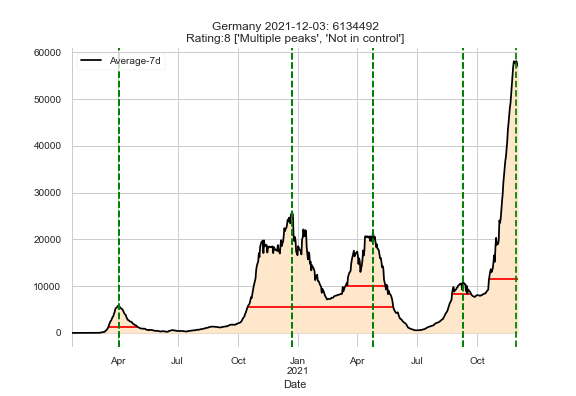 Germany 2021-12-03: 6134492
Rating:8 ['Multiple peaks', 'Not in control']
60000
Average-7d
50000
40000
30000
20000
10000
0
Apr Jul Oct Jan Apr Jul Oct
2021
Date